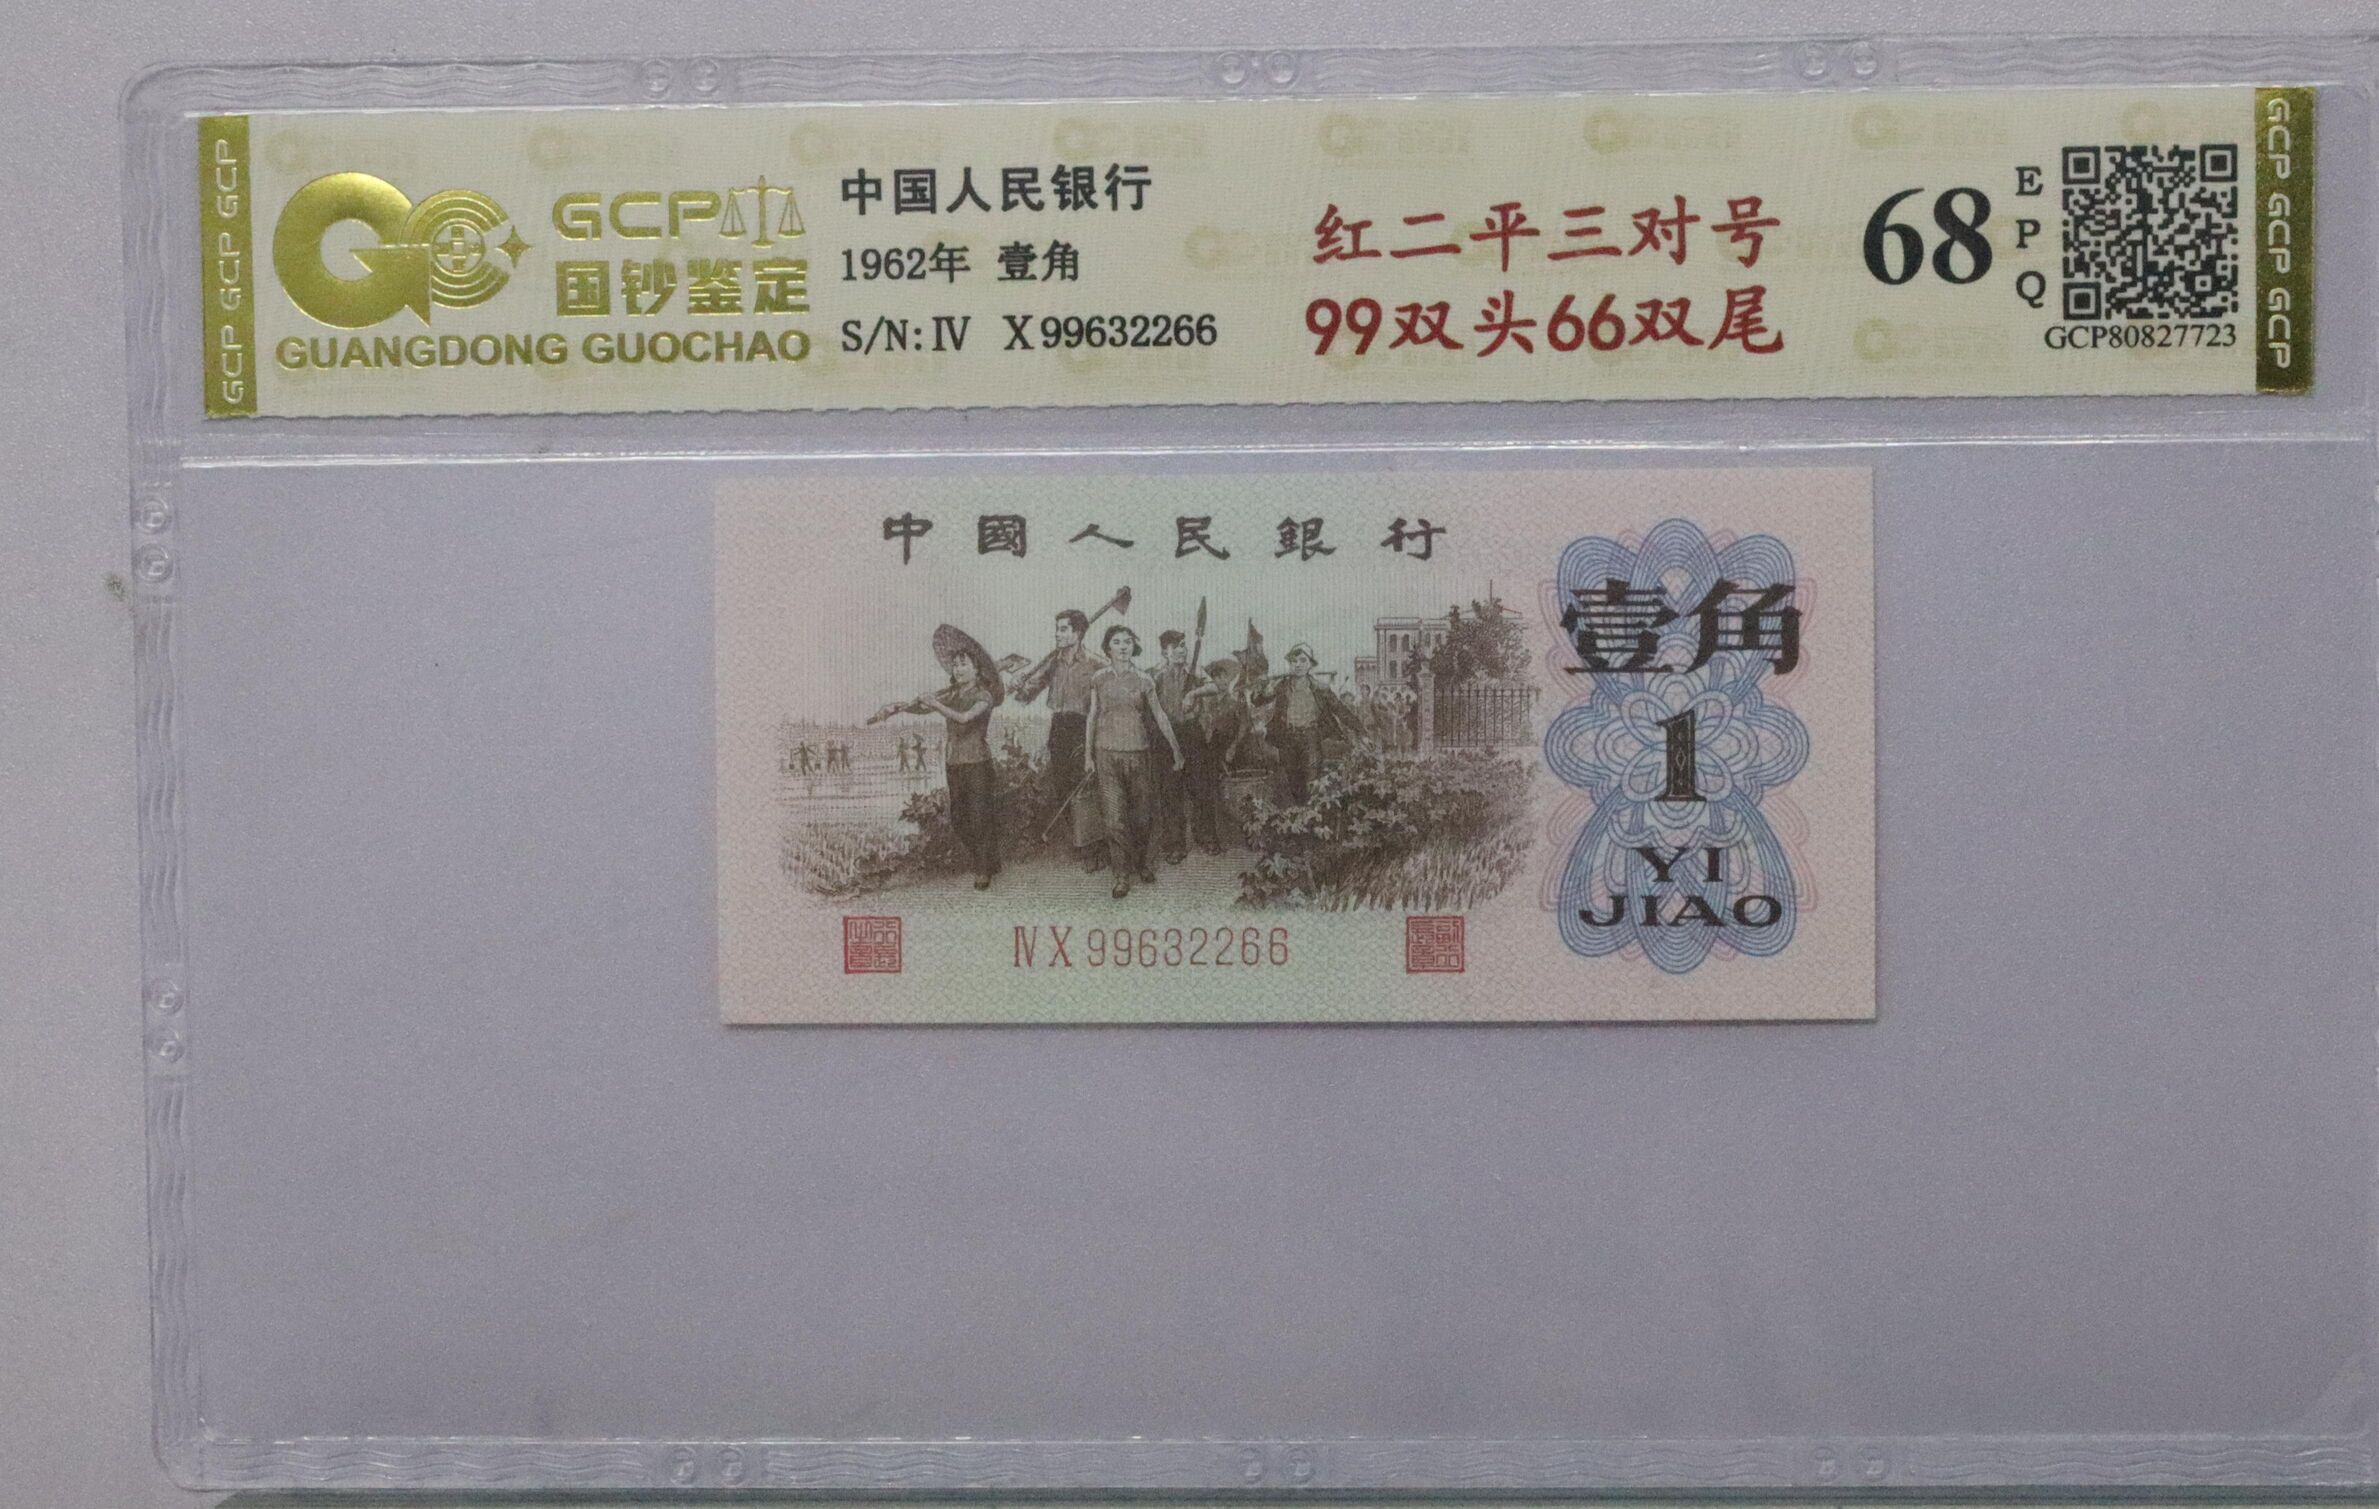 GCP GCP GCP
GCP
国钞鉴定
GUANGDONG GUOCHAO
中国人民银行
1962年 壹角
S/N: IV X 99632266
红二平三对号
99双头66双尾
68
E
P
Q
GCP80827723
GCP GCP GCP
中國人民銀行
壹角
1
YI
JIAO
IV X 99632266